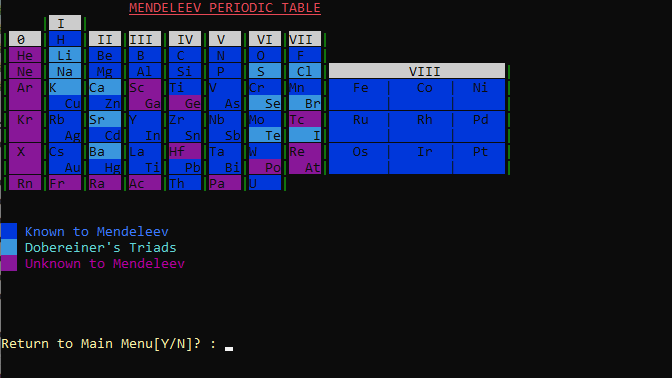 MENDELEEV PERIODIC TABLE
I
0 H II III IV V VI VII
He Li Be B C N O F
Ne Na Mg Al Si P S Cl VIII
Ar K Ca Sc Ti V Cr Mn Fe Co Ni
Cu Zn Ga Ge As Se Br
Kr Rb Sr Y Zr Nb Mo Tc Ru Rh Pd
Ag Cd In Sn Sb Te I
X Cs Ba La Hf Ta W Re Os Ir Pt
Au Hg Ti Pb Bi Po At
Rn Fr Ra Ac Th Pa U
Known to Mendeleev
Dobereiner's Triads
Unknown to Mendeleev
Return to Main Menu[Y/N]? :